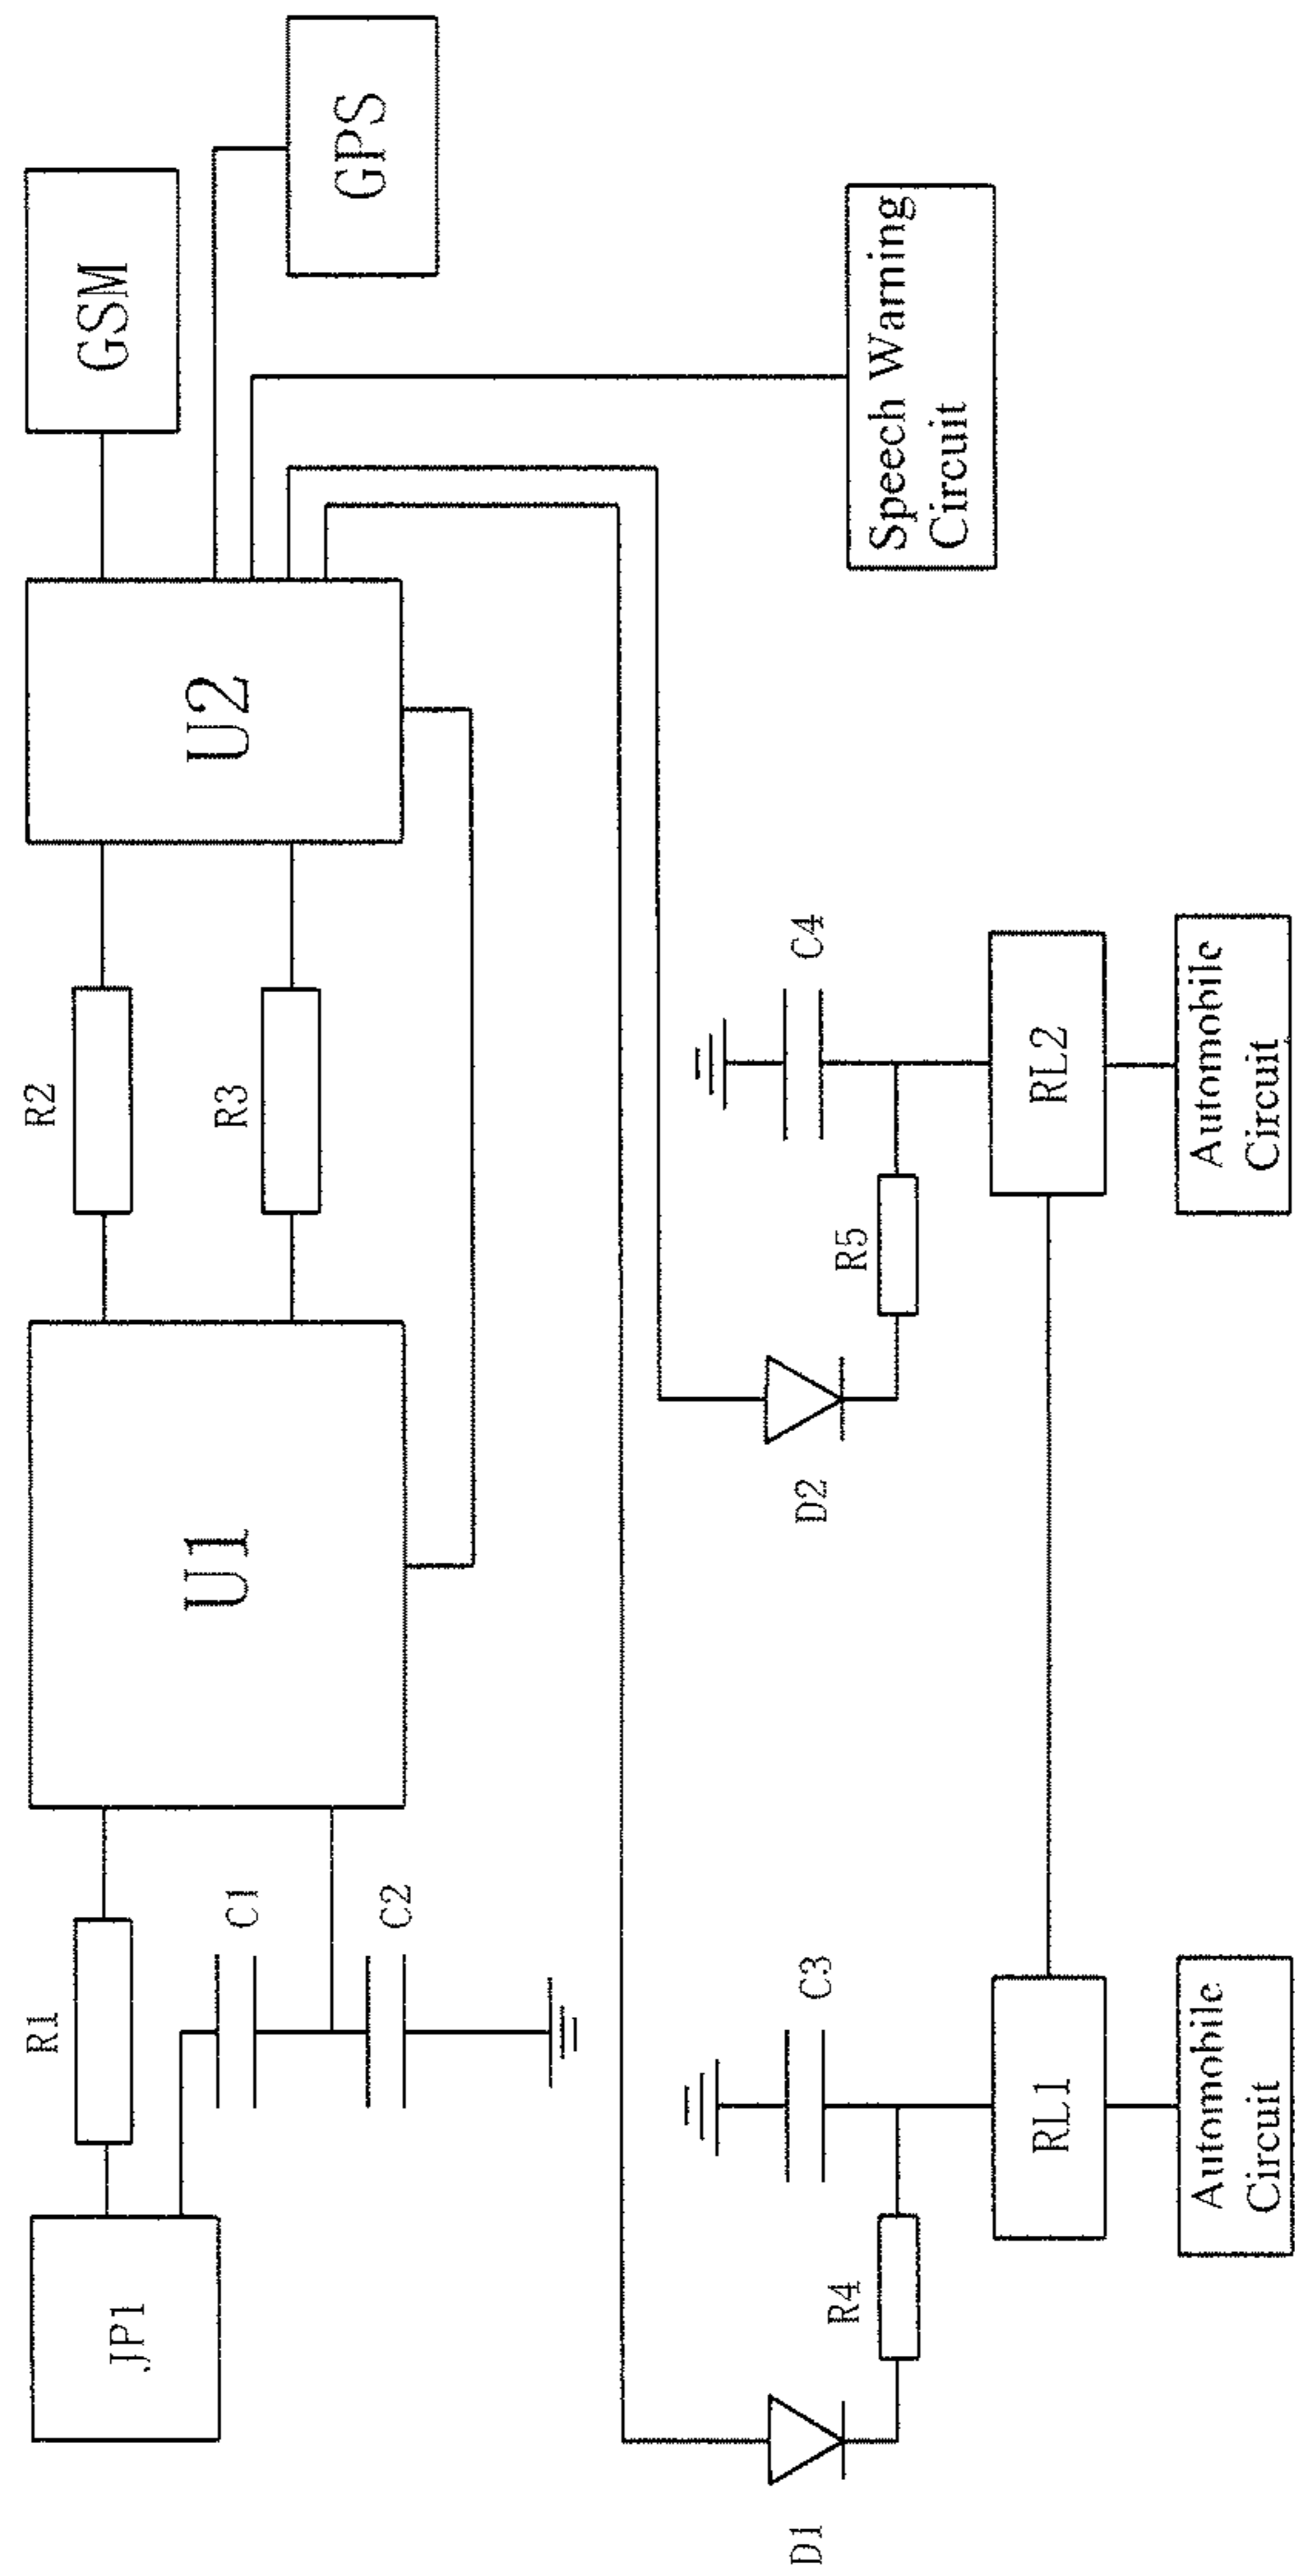 JP1
R1
C1
C2
U1
R2
R3
U2
GSM
GPS
D1
R4
C3
RL1
Automobile
Circuit
D2
R5
C4
RL2
Automobile
Circuit
Speech Warning
Circuit